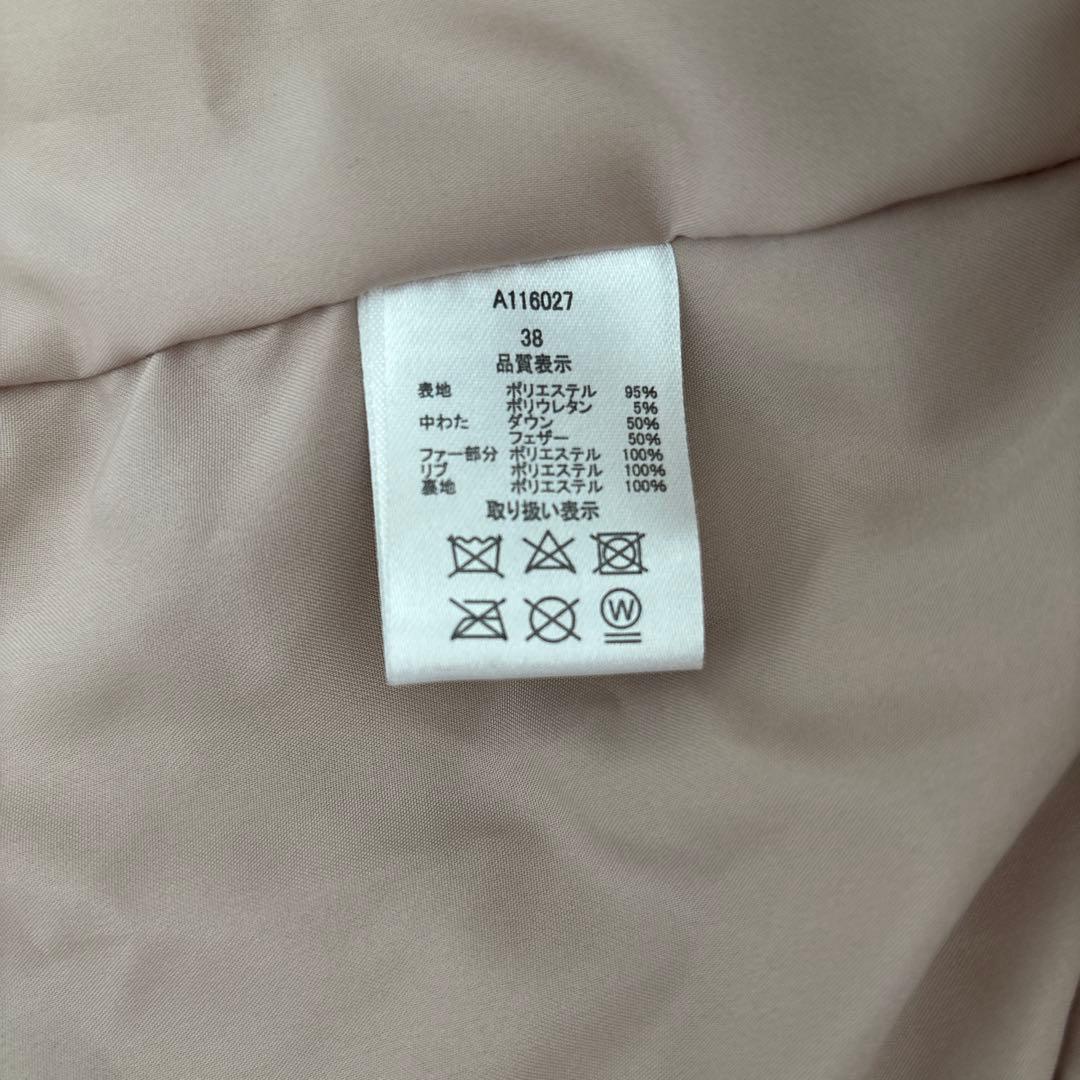 A116027
38
品質表示
表地 ポリエステル 95%
ポリウレタン 5%
中わた ダウン 50%
フェザー 50%
ファー部分 ポリエステル 100%
リブ ポリエステル 100%
裏地 ポリエステル 100%
取り扱い表示
W